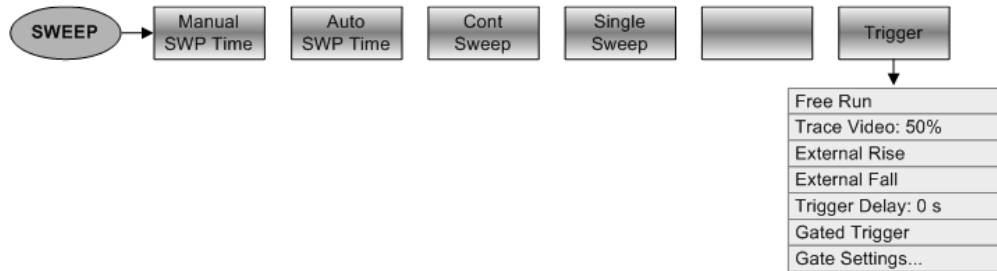 SWEEP
Manual
SWP Time
Auto
SWP Time
Cont
Sweep
Single
Sweep
Trigger
Free Run
Trace Video: 50%
External Rise
External Fall
Trigger Delay: 0 s
Gated Trigger
Gate Settings...